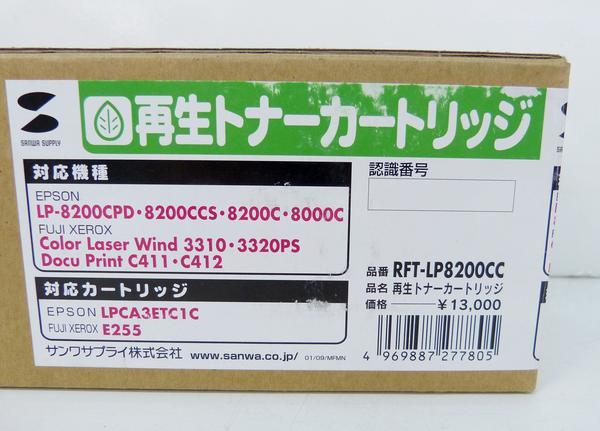 SANWA SUPPLY
再生トナーカートリッジ
対応機種
EPSON
LP-8200CPD・8200CCS・8200C・8000C
FUJI XEROX
Color Laser Wind 3310・3320PS
Docu Print C411・C412
対応カートリッジ
EPSON LPCA3ETC1C
FUJI XEROX E255
サンワサプライ株式会社 www.sanwa.co.jp/ 01/09/MFMN
認識番号
品番 RFT-LP8200CC
品名 再生トナーカートリッジ
価格 ¥13,000
4 969887 277805